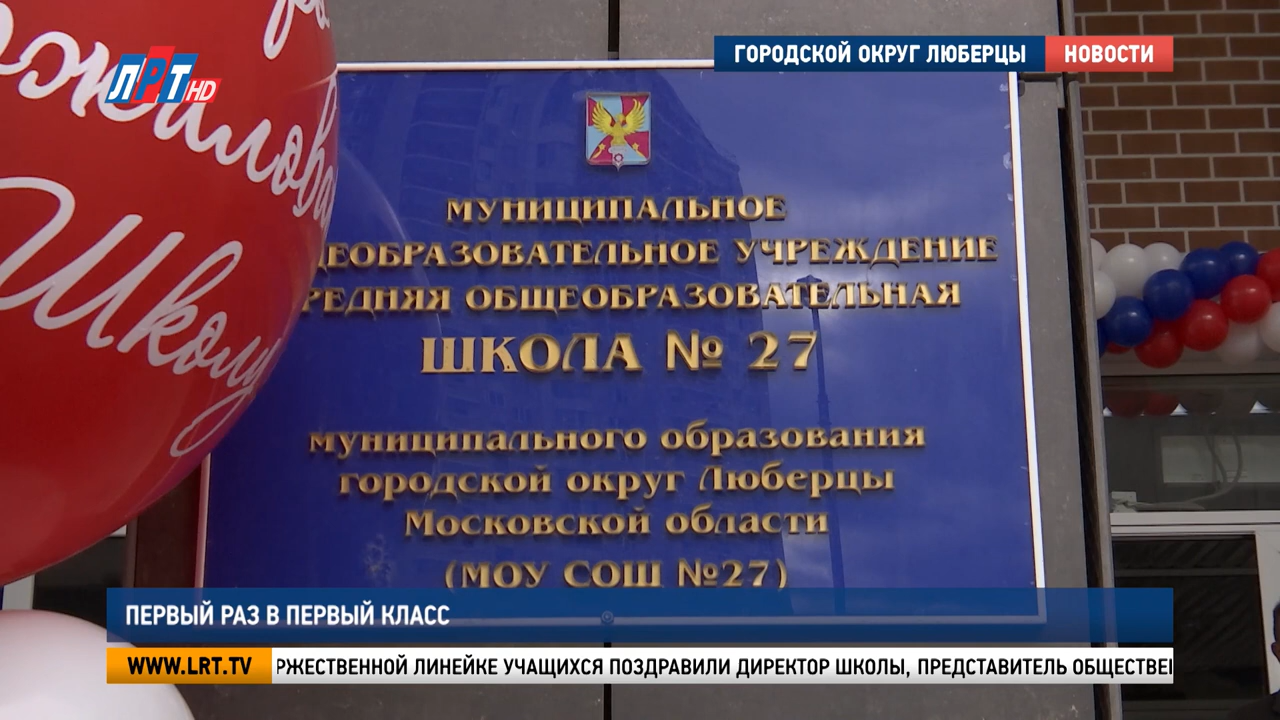 ЛРТ HD
ГОРОДСКОЙ ОКРУГ ЛЮБЕРЦЫ НОВОСТИ
Школу
МУНИЦИПАЛЬНОЕ
ЕОБРАЗОВАТЕЛЬНОЕ УЧРЕЖДЕНИЕ
РЕДНЯЯ ОБЩЕОБРАЗОВАТЕЛЬНАЯ
ШКОЛА № 27
муниципального образования
городской округ Люберцы
Московской области
(МОУ СОШ №27)
ПЕРВЫЙ РАЗ В ПЕРВЫЙ КЛАСС
WWW.LRT.TV РЖЕСТВЕННОЙ ЛИНЕЙКЕ УЧАЩИХСЯ ПОЗДРАВИЛИ ДИРЕКТОР ШКОЛЫ, ПРЕДСТАВИТЕЛЬ ОБЩЕСТВЕ